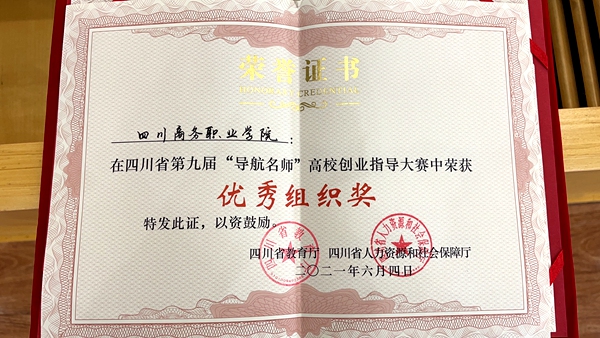 荣誉证书
HONORARY CREDENTIAL
四川商务职业学院:
在四川省第九届“导航名师”高校创业指导大赛中荣获
优秀组织奖
特发此证,以资鼓励。
四川省教育厅 四川省人力资源和社会保障厅
二〇二一年六月四日